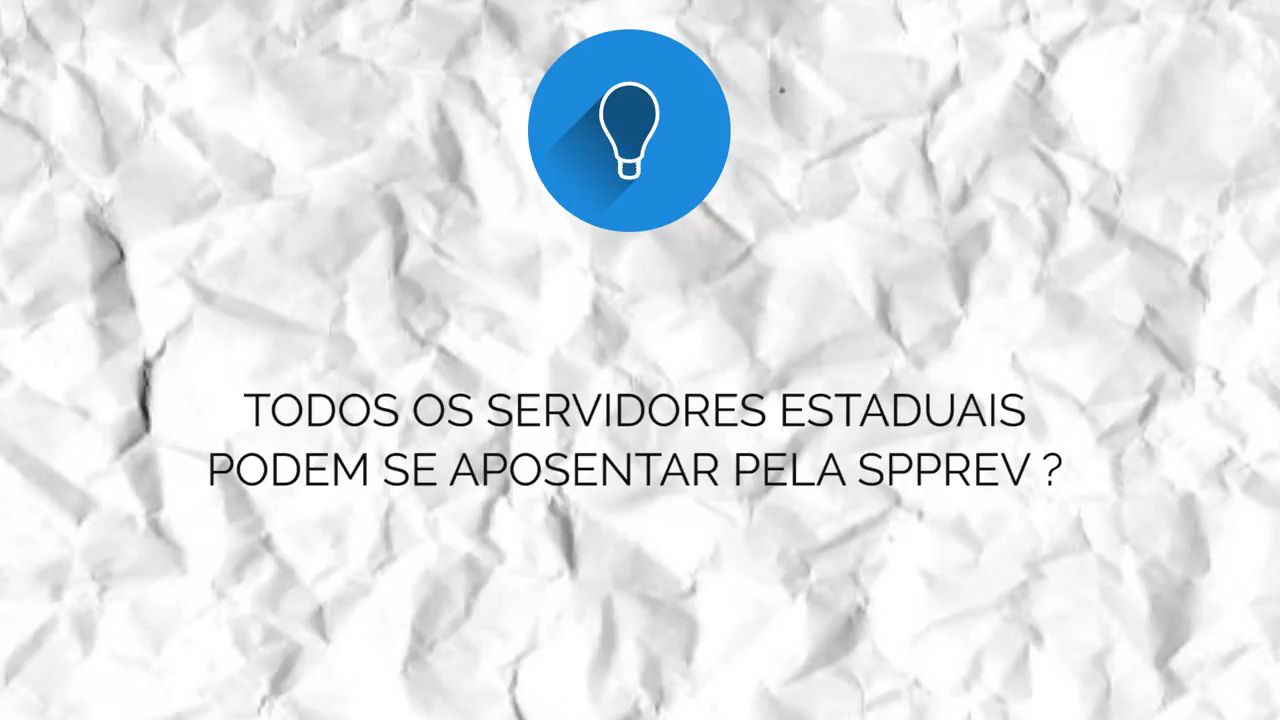 TODOS OS SERVIDORES ESTADUAIS
PODEM SE APOSENTAR PELA SPPREV ?